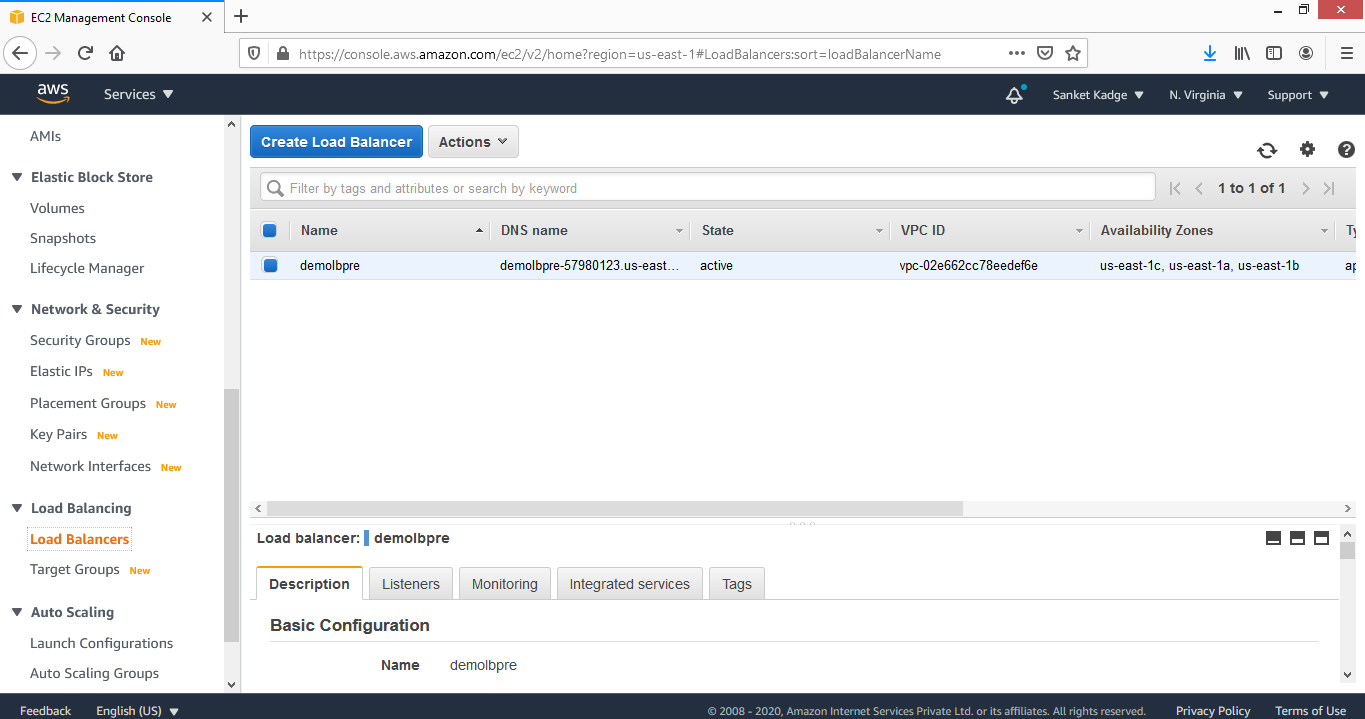 EC2 Management Console
https://console.aws.amazon.com/ec2/v2/home?region=us-east-1#LoadBalancers:sort=loadBalancerName
aws Services Sanket Kadge N. Virginia Support
AMIs
Elastic Block Store
Volumes
Snapshots
Lifecycle Manager
Network & Security
Security Groups New
Elastic IPs New
Placement Groups New
Key Pairs New
Network Interfaces New
Load Balancing
Load Balancers
Target Groups New
Auto Scaling
Launch Configurations
Auto Scaling Groups
Create Load Balancer Actions
Filter by tags and attributes or search by keyword 1 to 1 of 1
Name DNS name State VPC ID Availability Zones Ty
demolbpre demolbpre-57980123.us-east... active vpc-02e662cc78eedef6e us-east-1c, us-east-1a, us-east-1b ap
Load balancer: demolbpre
Description Listeners Monitoring Integrated services Tags
Basic Configuration
Name demolbpre
Feedback English (US) © 2008 - 2020, Amazon Internet Services Private Ltd. or its affiliates. All rights reserved. Privacy Policy Terms of Use